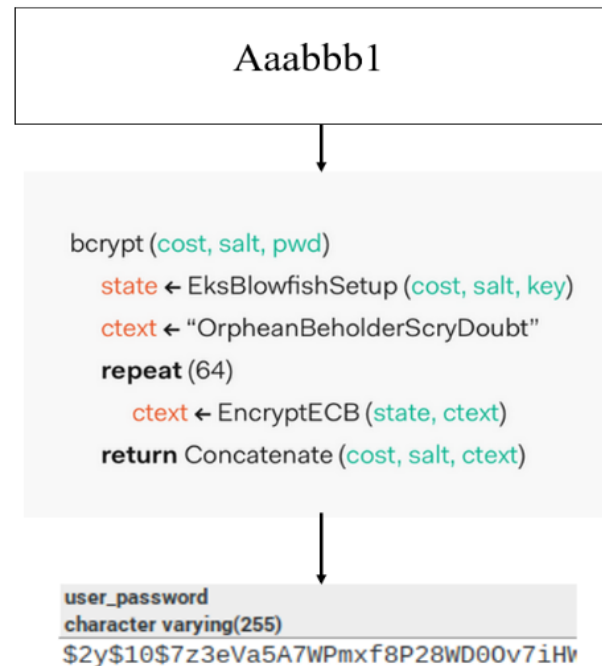 Aaabbb1
bcrypt (cost, salt, pwd)
state ← EksBlowfishSetup (cost, salt, key)
ctext ← “OrpheanBeholderScryDoubt”
repeat (64)
ctext ← EncryptECB (state, ctext)
return Concatenate (cost, salt, ctext)
user_password
character varying(255)
$2y$10$7z3eVa5A7WPmxf8P28WD0Ov7iHW